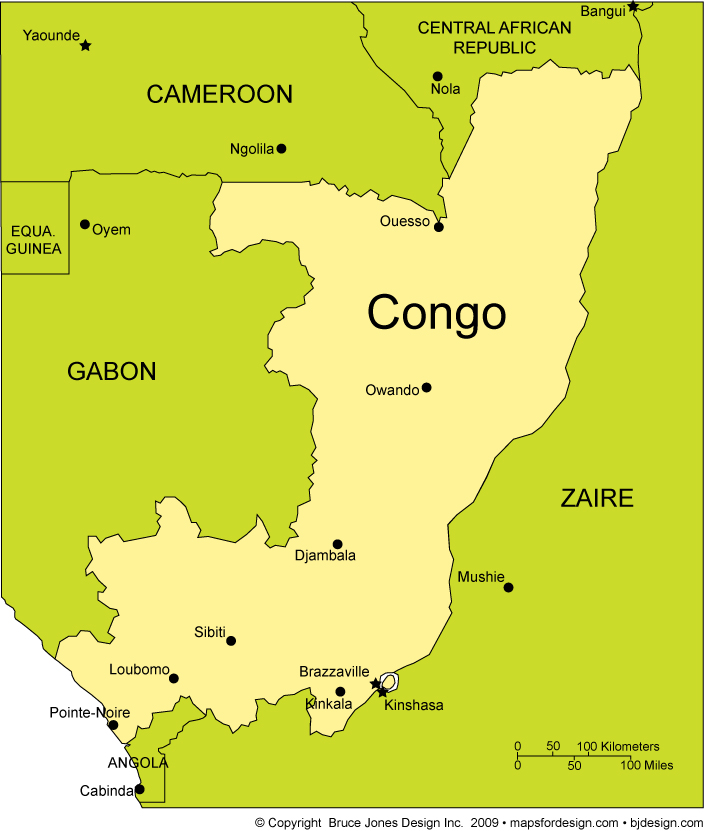 Bangui
Yaounde
CENTRAL AFRICAN
REPUBLIC
Nola
CAMEROON
Ngolila
Ouesso
EQUA.
GUINEA
Oyem
Congo
GABON
Owando
ZAIRE
Djambala
Mushie
Sibiti
Loubomo
Brazzaville
Kinkala
Kinshasa
Pointe-Noire
ANGOLA
Cabinda
0 50 100 Kilometers
0 50 100 Miles
© Copyright Bruce Jones Design Inc. 2009 • mapsfordesign.com • bjdesign.com